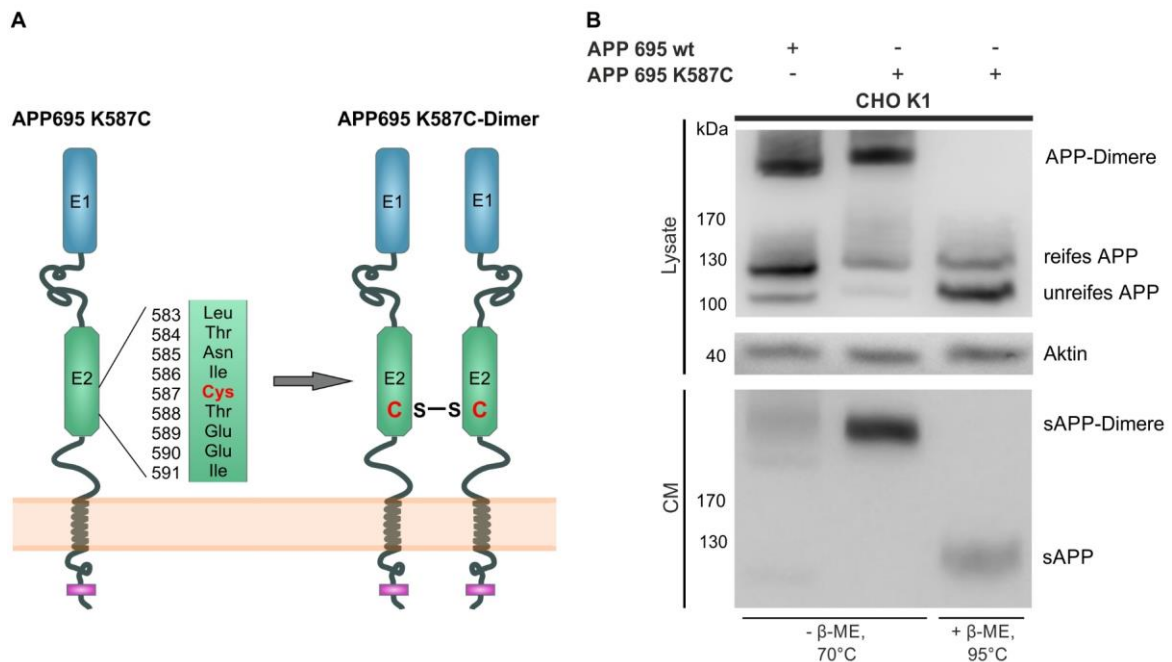 A
APP695 K587C
APP695 K587C-Dimer
E1
E1
E1
583 Leu
584 Thr
585 Asn
586 Ile
587 Cys
588 Thr
589 Glu
590 Glu
591 Ile
E2
E2
E2
C S–S C
B
APP 695 wt + - -
APP 695 K587C - + +
CHO K1
kDa
APP-Dimere
170
130 reifes APP
100 unreifes APP
Lysate
40 Aktin
sAPP-Dimere
170
130
sAPP
CM
- β-ME, + β-ME,
70°C 95°C